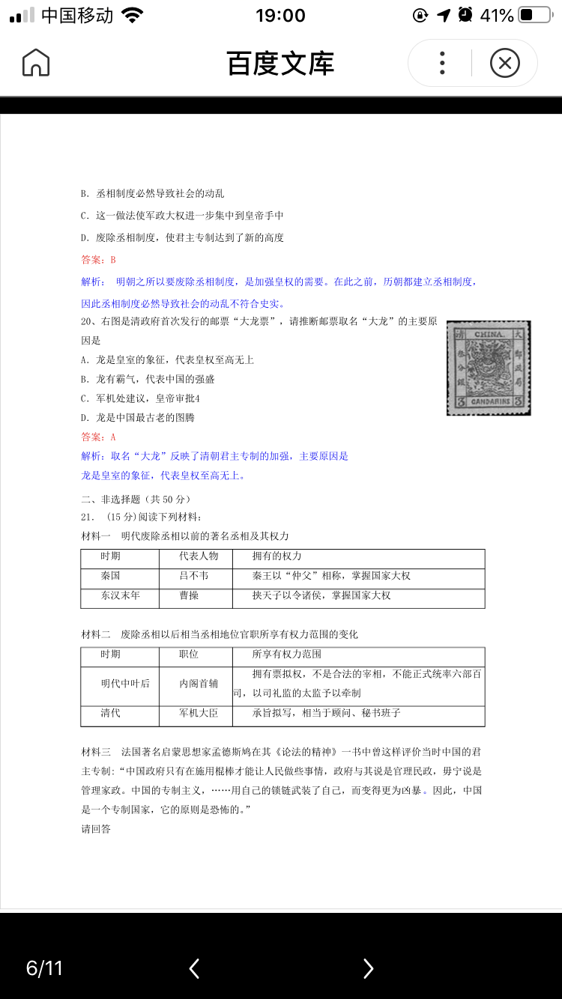 中国移动 19:00 41%
百度文库
B. 丞相制度必然导致社会的动乱
C. 这一做法使军政大权进一步集中到皇帝手中
D. 废除丞相制度，使君主专制达到了新的高度
答案：B
解析： 明朝之所以要废除丞相制度，是加强皇权的需要。在此之前，历朝都建立丞相制度，
因此丞相制度必然导致社会的动乱不符合史实。
20、右图是清政府首次发行的邮票“大龙票”，请推断邮票取名“大龙”的主要原
因是
A. 龙是皇室的象征，代表皇权至高无上
B. 龙有霸气，代表中国的强盛
C. 军机处建议，皇帝审批4
D. 龙是中国最古老的图腾
清 CHINA. 大
叁分银
邮政局
3 CANDARINS 3
答案：A
解析：取名“大龙”反映了清朝君主专制的加强，主要原因是
龙是皇室的象征，代表皇权至高无上。
二、非选择题（共 50 分）
21. (15 分)阅读下列材料：
材料一 明代废除丞相以前的著名丞相及其权力
时期 代表人物 拥有的权力
秦国 吕不韦 秦王以“仲父”相称，掌握国家大权
东汉末年 曹操 挟天子以令诸侯，掌握国家大权
材料二 废除丞相以后相当丞相地位官职所享有权力范围的变化
时期 职位 所享有权力范围
明代中叶后 内阁首辅 拥有票拟权，不是合法的宰相，不能正式统率六部百
司，以司礼监的太监予以牵制
清代 军机大臣 承旨拟写，相当于顾问、秘书班子
材料三 法国著名启蒙思想家孟德斯鸠在其《论法的精神》一书中曾这样评价当时中国的君
主专制：“中国政府只有在施用棍棒才能让人民做些事情，政府与其说是官理民政，毋宁说是
管理家政。中国的专制主义，……用自己的锁链武装了自己，而变得更为凶暴。因此，中国
是一个专制国家，它的原则是恐怖的。”
请回答
6/11